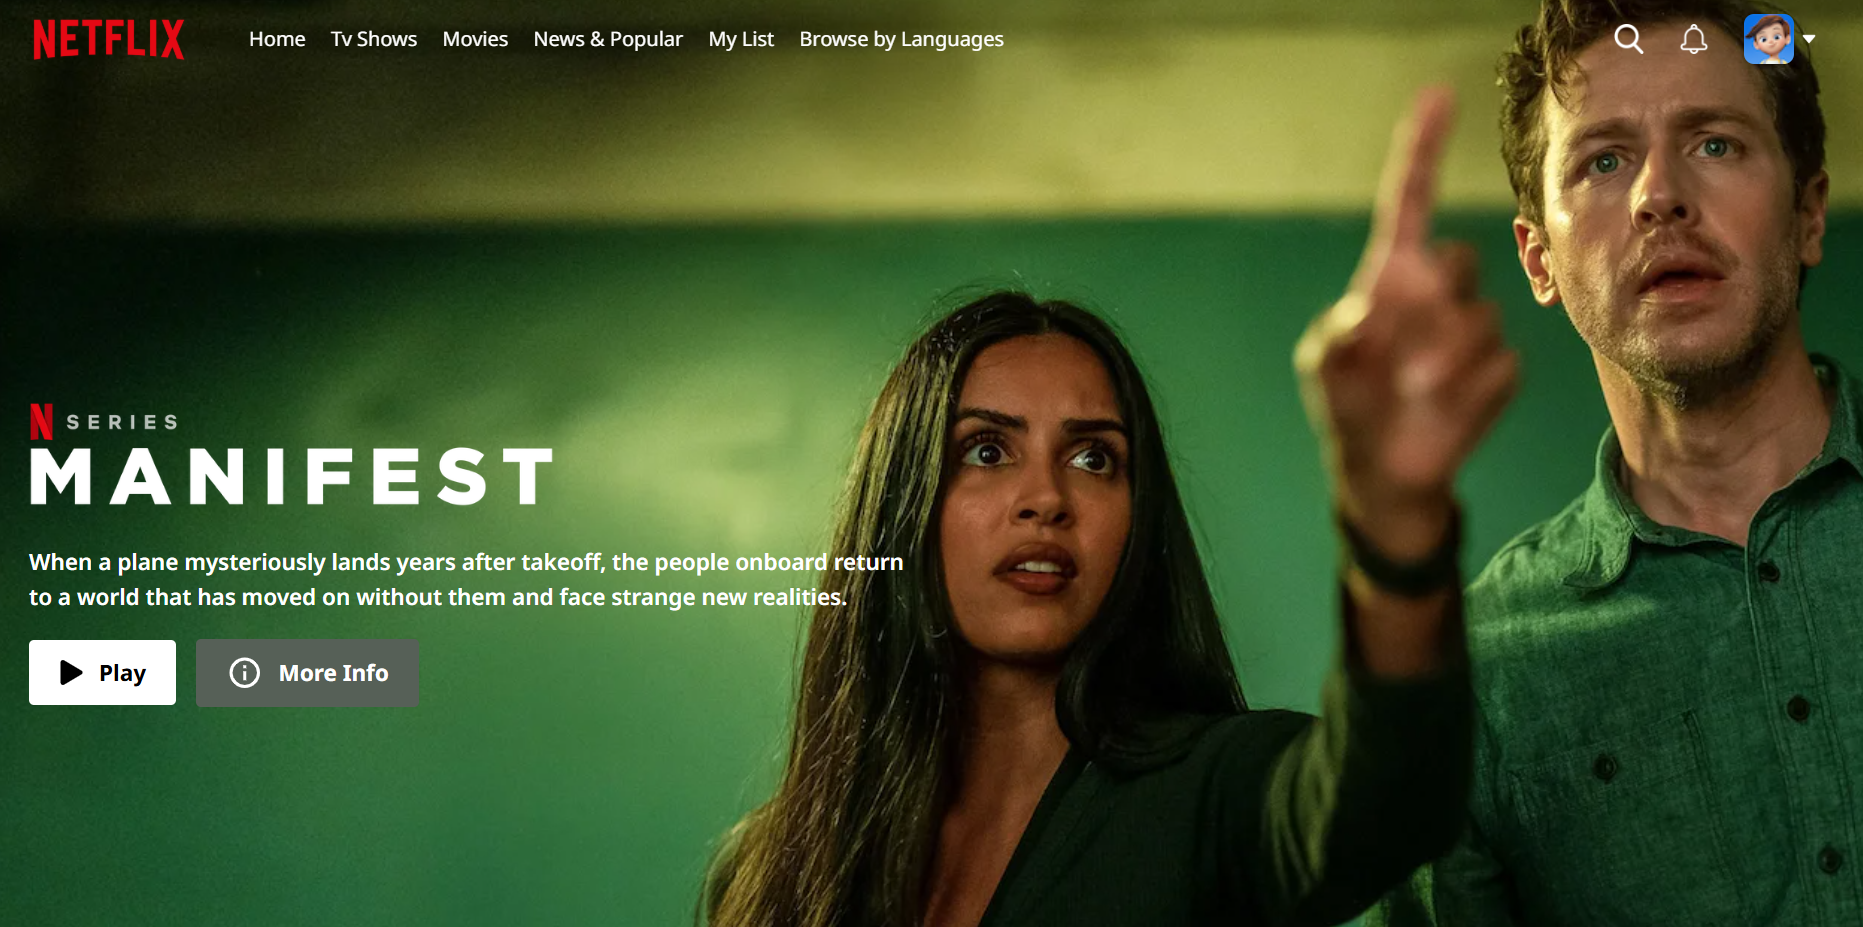 NETFLIX
Home
Tv Shows
Movies
News & Popular
My List
Browse by Languages
N SERIES
MANIFEST
When a plane mysteriously lands years after takeoff, the people onboard return
to a world that has moved on without them and face strange new realities.
Play
More Info